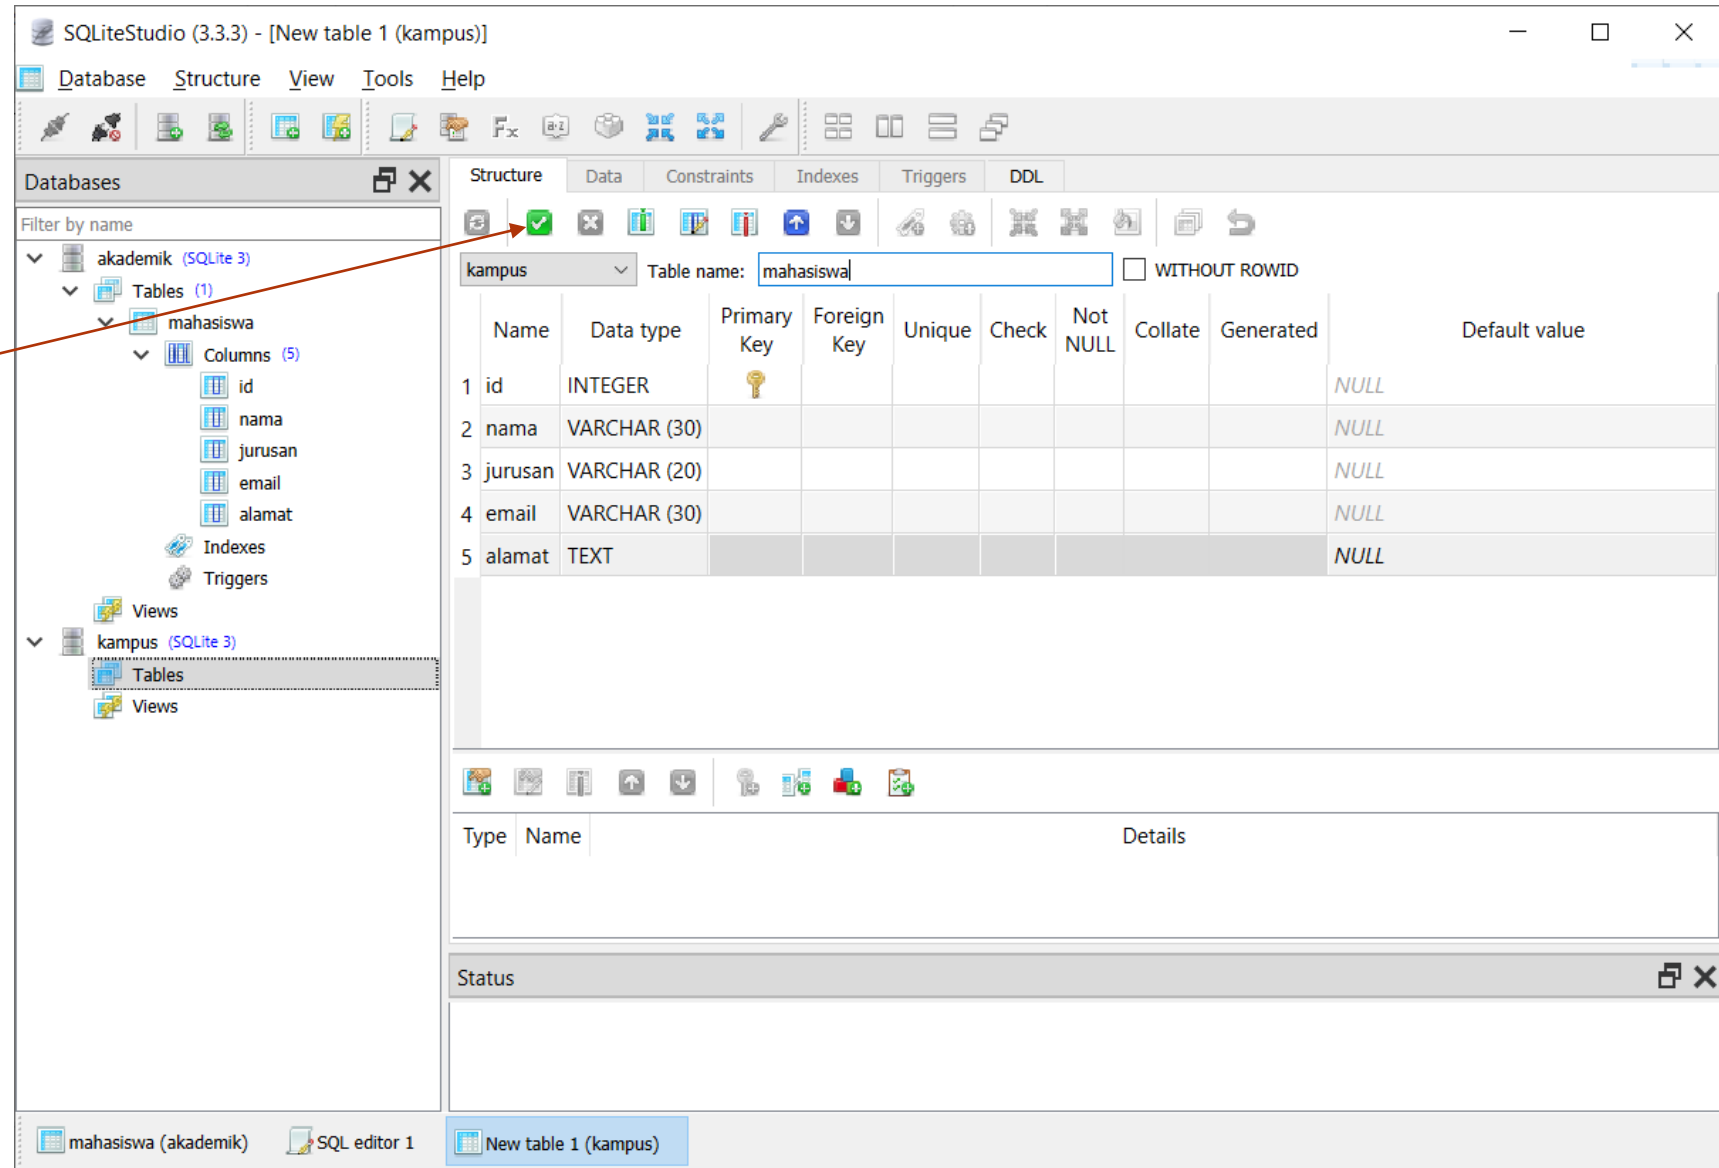 SQLiteStudio (3.3.3) - [New table 1 (kampus)]
Database Structure View Tools Help
Databases
Filter by name
akademik (SQLite 3)
Tables (1)
mahasiswa
Columns (5)
id
nama
jurusan
email
alamat
Indexes
Triggers
Views
kampus (SQLite 3)
Tables
Views
Structure Data Constraints Indexes Triggers DDL
kampus Table name: mahasiswa WITHOUT ROWID
Name Data type Primary Key Foreign Key Unique Check Not NULL Collate Generated Default value
1 id INTEGER NULL
2 nama VARCHAR (30) NULL
3 jurusan VARCHAR (20) NULL
4 email VARCHAR (30) NULL
5 alamat TEXT NULL
Type Name Details
Status
mahasiswa (akademik) SQL editor 1 New table 1 (kampus)